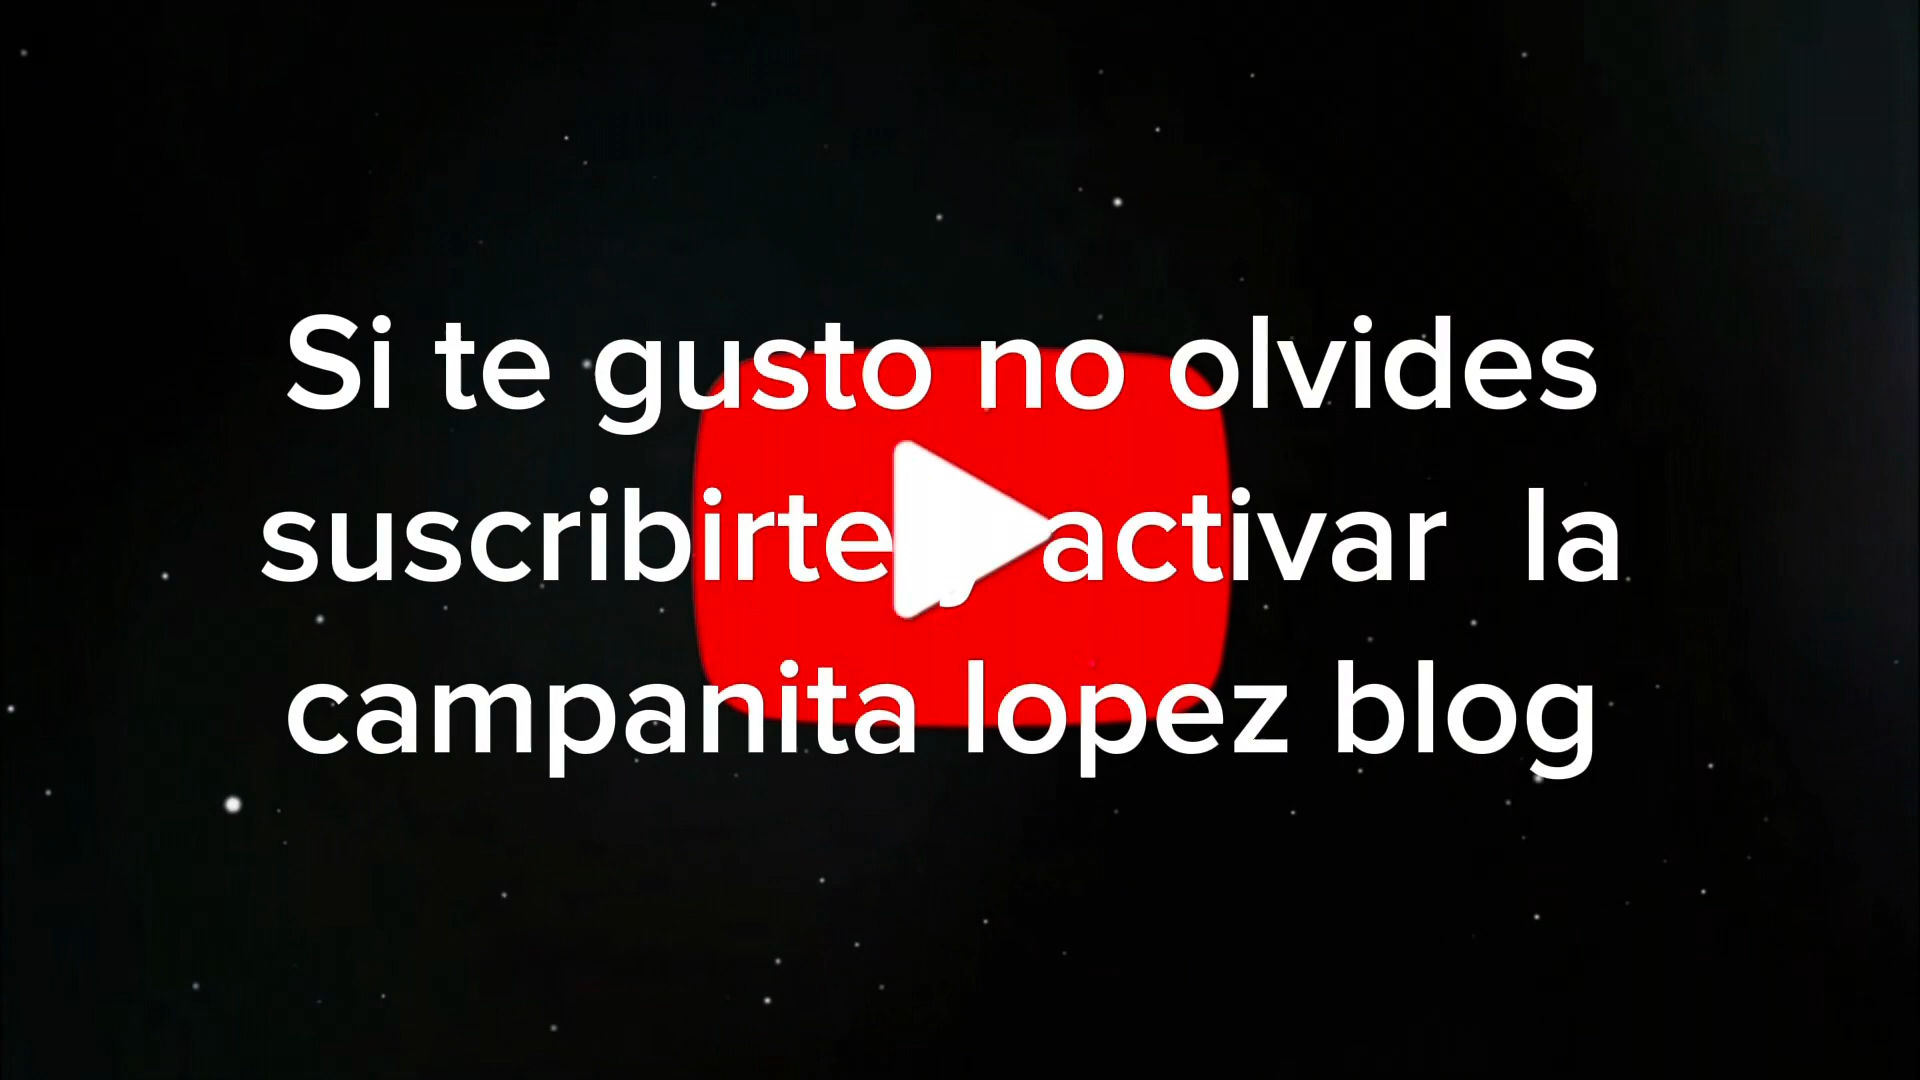 Si te gusto no olvides
suscribirte y activar la
campanita lopez blog